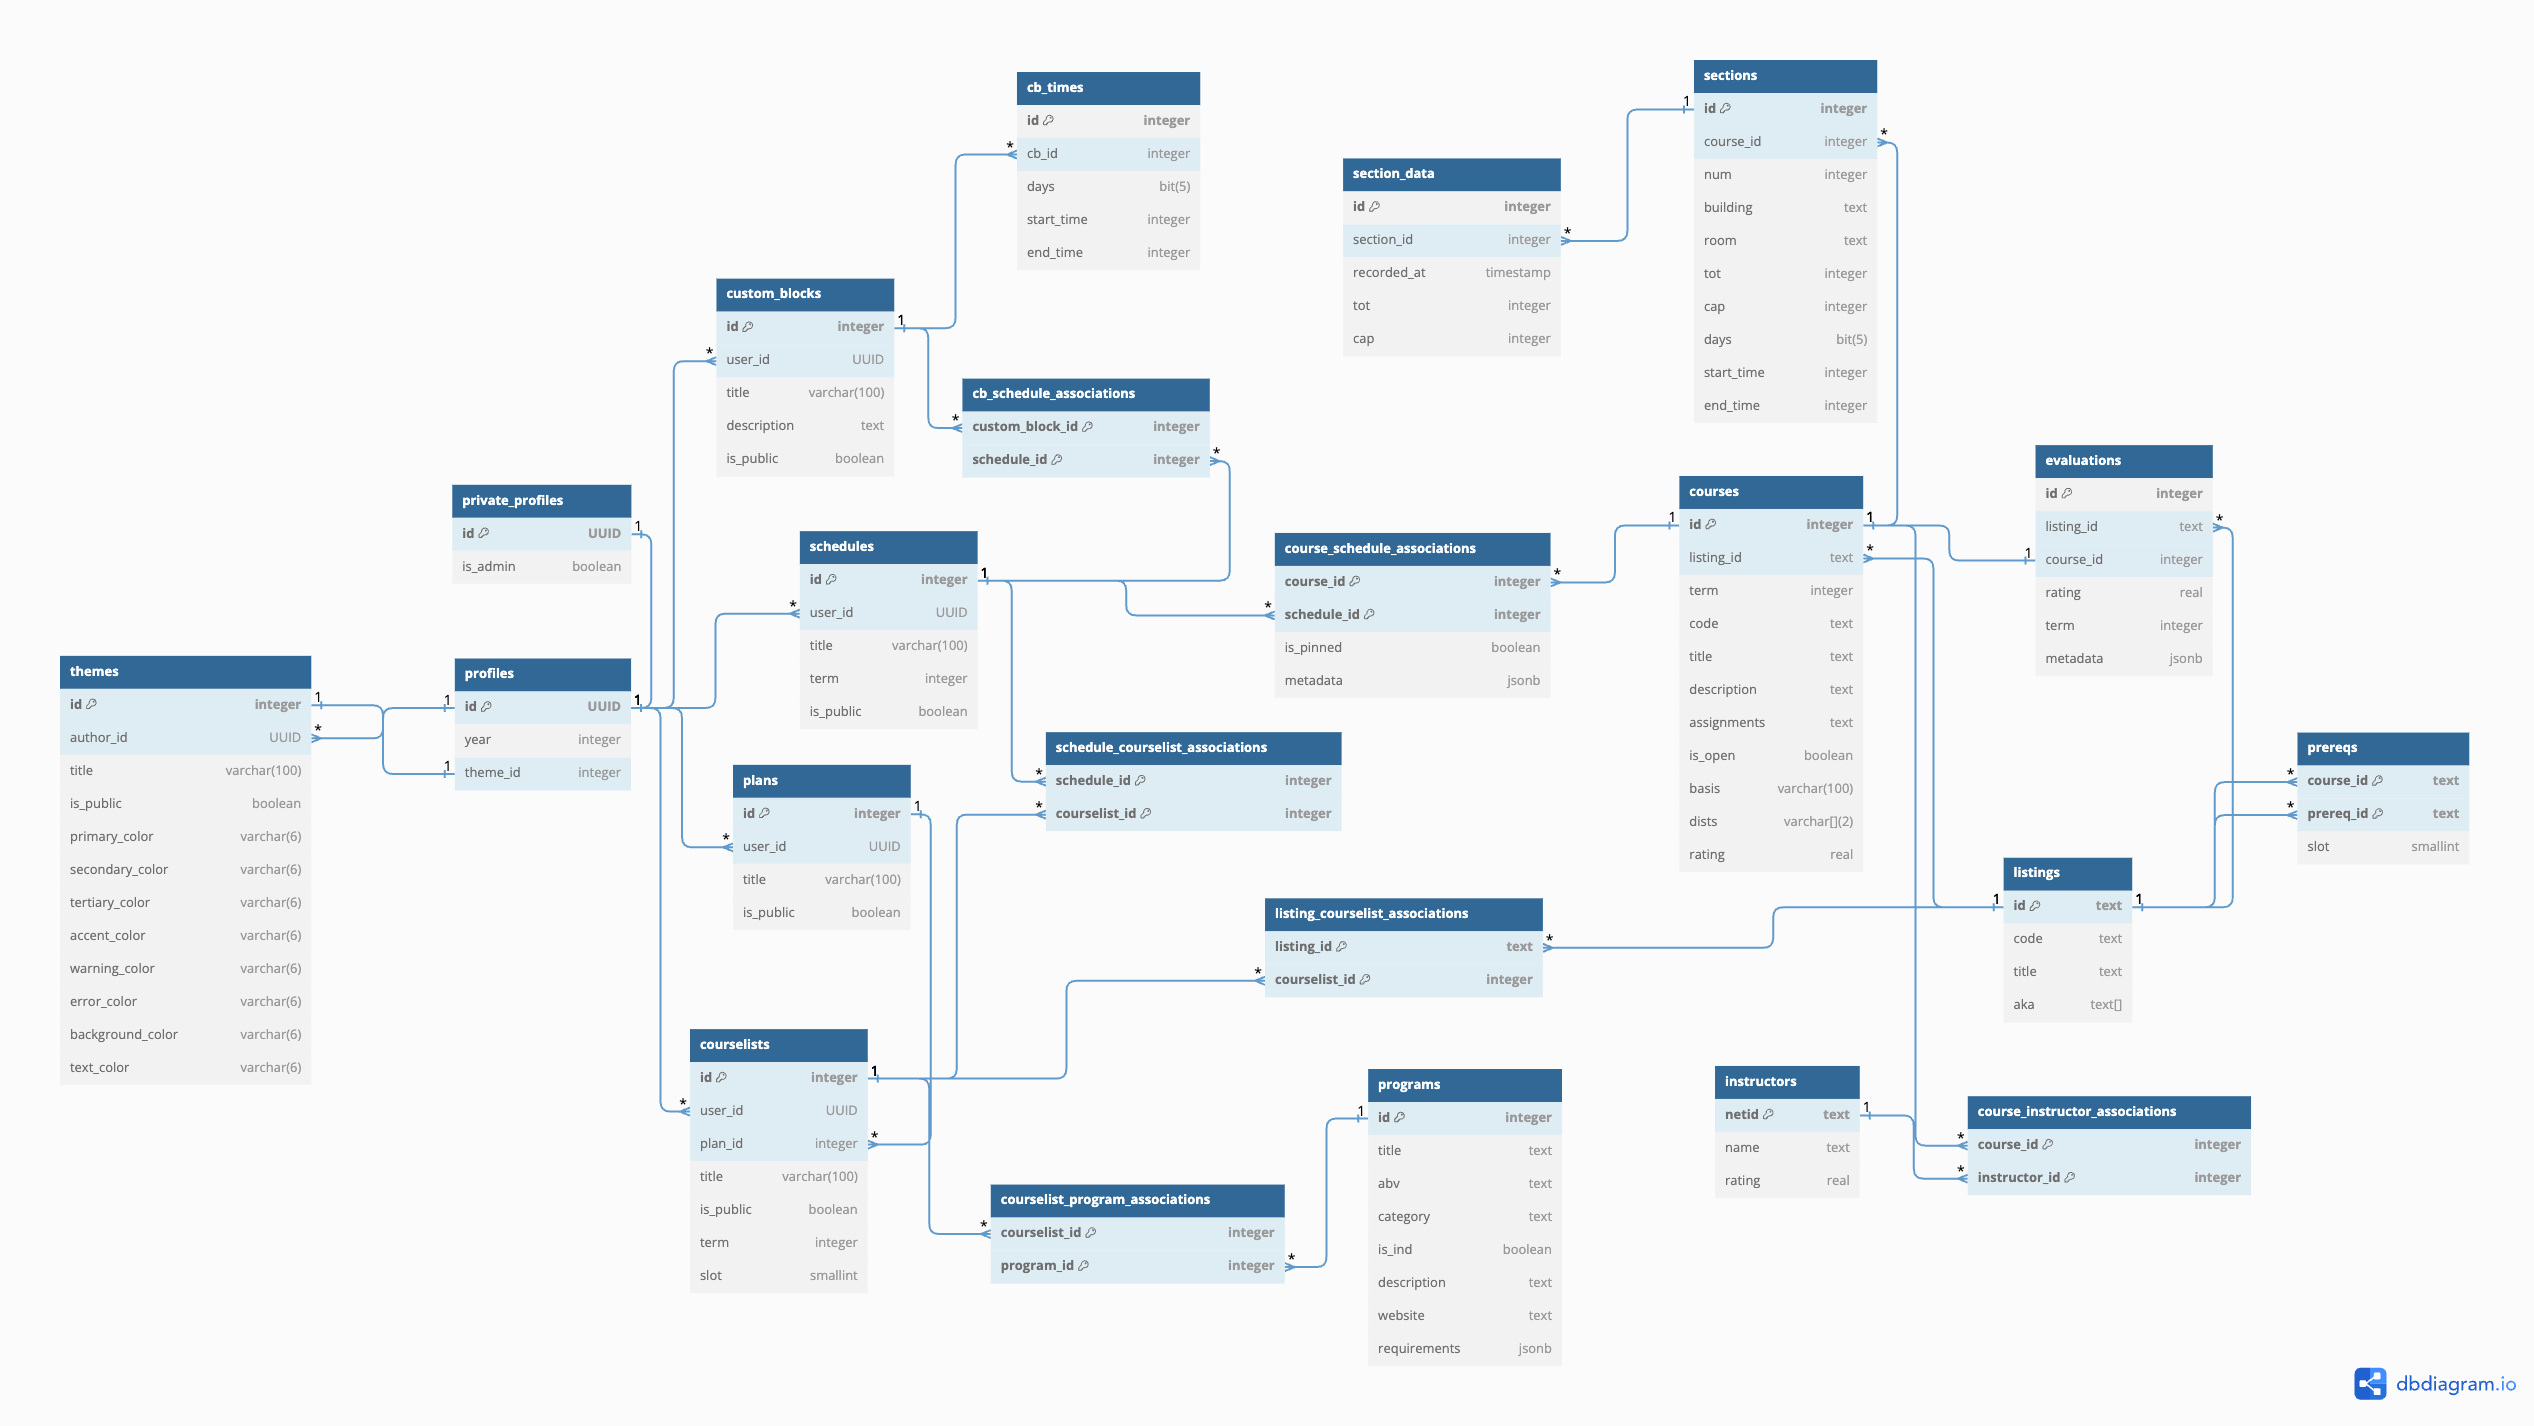 cb_times
id integer
cb_id integer
days bit(5)
start_time integer
end_time integer
sections
id integer
course_id integer
num integer
building text
room text
tot integer
cap integer
days bit(5)
start_time integer
end_time integer
section_data
id integer
section_id integer
recorded_at timestamp
tot integer
cap integer
custom_blocks
id integer
user_id UUID
title varchar(100)
description text
is_public boolean
cb_schedule_associations
custom_block_id integer
schedule_id integer
private_profiles
id UUID
is_admin boolean
schedules
id integer
user_id UUID
title varchar(100)
term integer
is_public boolean
course_schedule_associations
course_id integer
schedule_id integer
is_pinned boolean
metadata jsonb
courses
id integer
listing_id text
term integer
code text
title text
description text
assignments text
is_open boolean
basis varchar(100)
dists varchar[](2)
rating real
evaluations
id integer
listing_id text
course_id integer
rating real
term integer
metadata jsonb
themes
id integer
author_id UUID
title varchar(100)
is_public boolean
primary_color varchar(6)
secondary_color varchar(6)
tertiary_color varchar(6)
accent_color varchar(6)
warning_color varchar(6)
error_color varchar(6)
background_color varchar(6)
text_color varchar(6)
profiles
id UUID
year integer
theme_id integer
plans
id integer
user_id UUID
title varchar(100)
is_public boolean
schedule_courselist_associations
schedule_id integer
courselist_id integer
prereqs
course_id text
prereq_id text
slot smallint
listings
id text
code text
title text
aka text[]
listing_courselist_associations
listing_id text
courselist_id integer
courselists
id integer
user_id UUID
plan_id integer
title varchar(100)
is_public boolean
term integer
slot smallint
programs
id integer
title text
abv text
category text
is_ind boolean
description text
website text
requirements jsonb
instructors
netid text
name text
rating real
course_instructor_associations
course_id integer
instructor_id integer
courselist_program_associations
courselist_id integer
program_id integer
dbdiagram.io